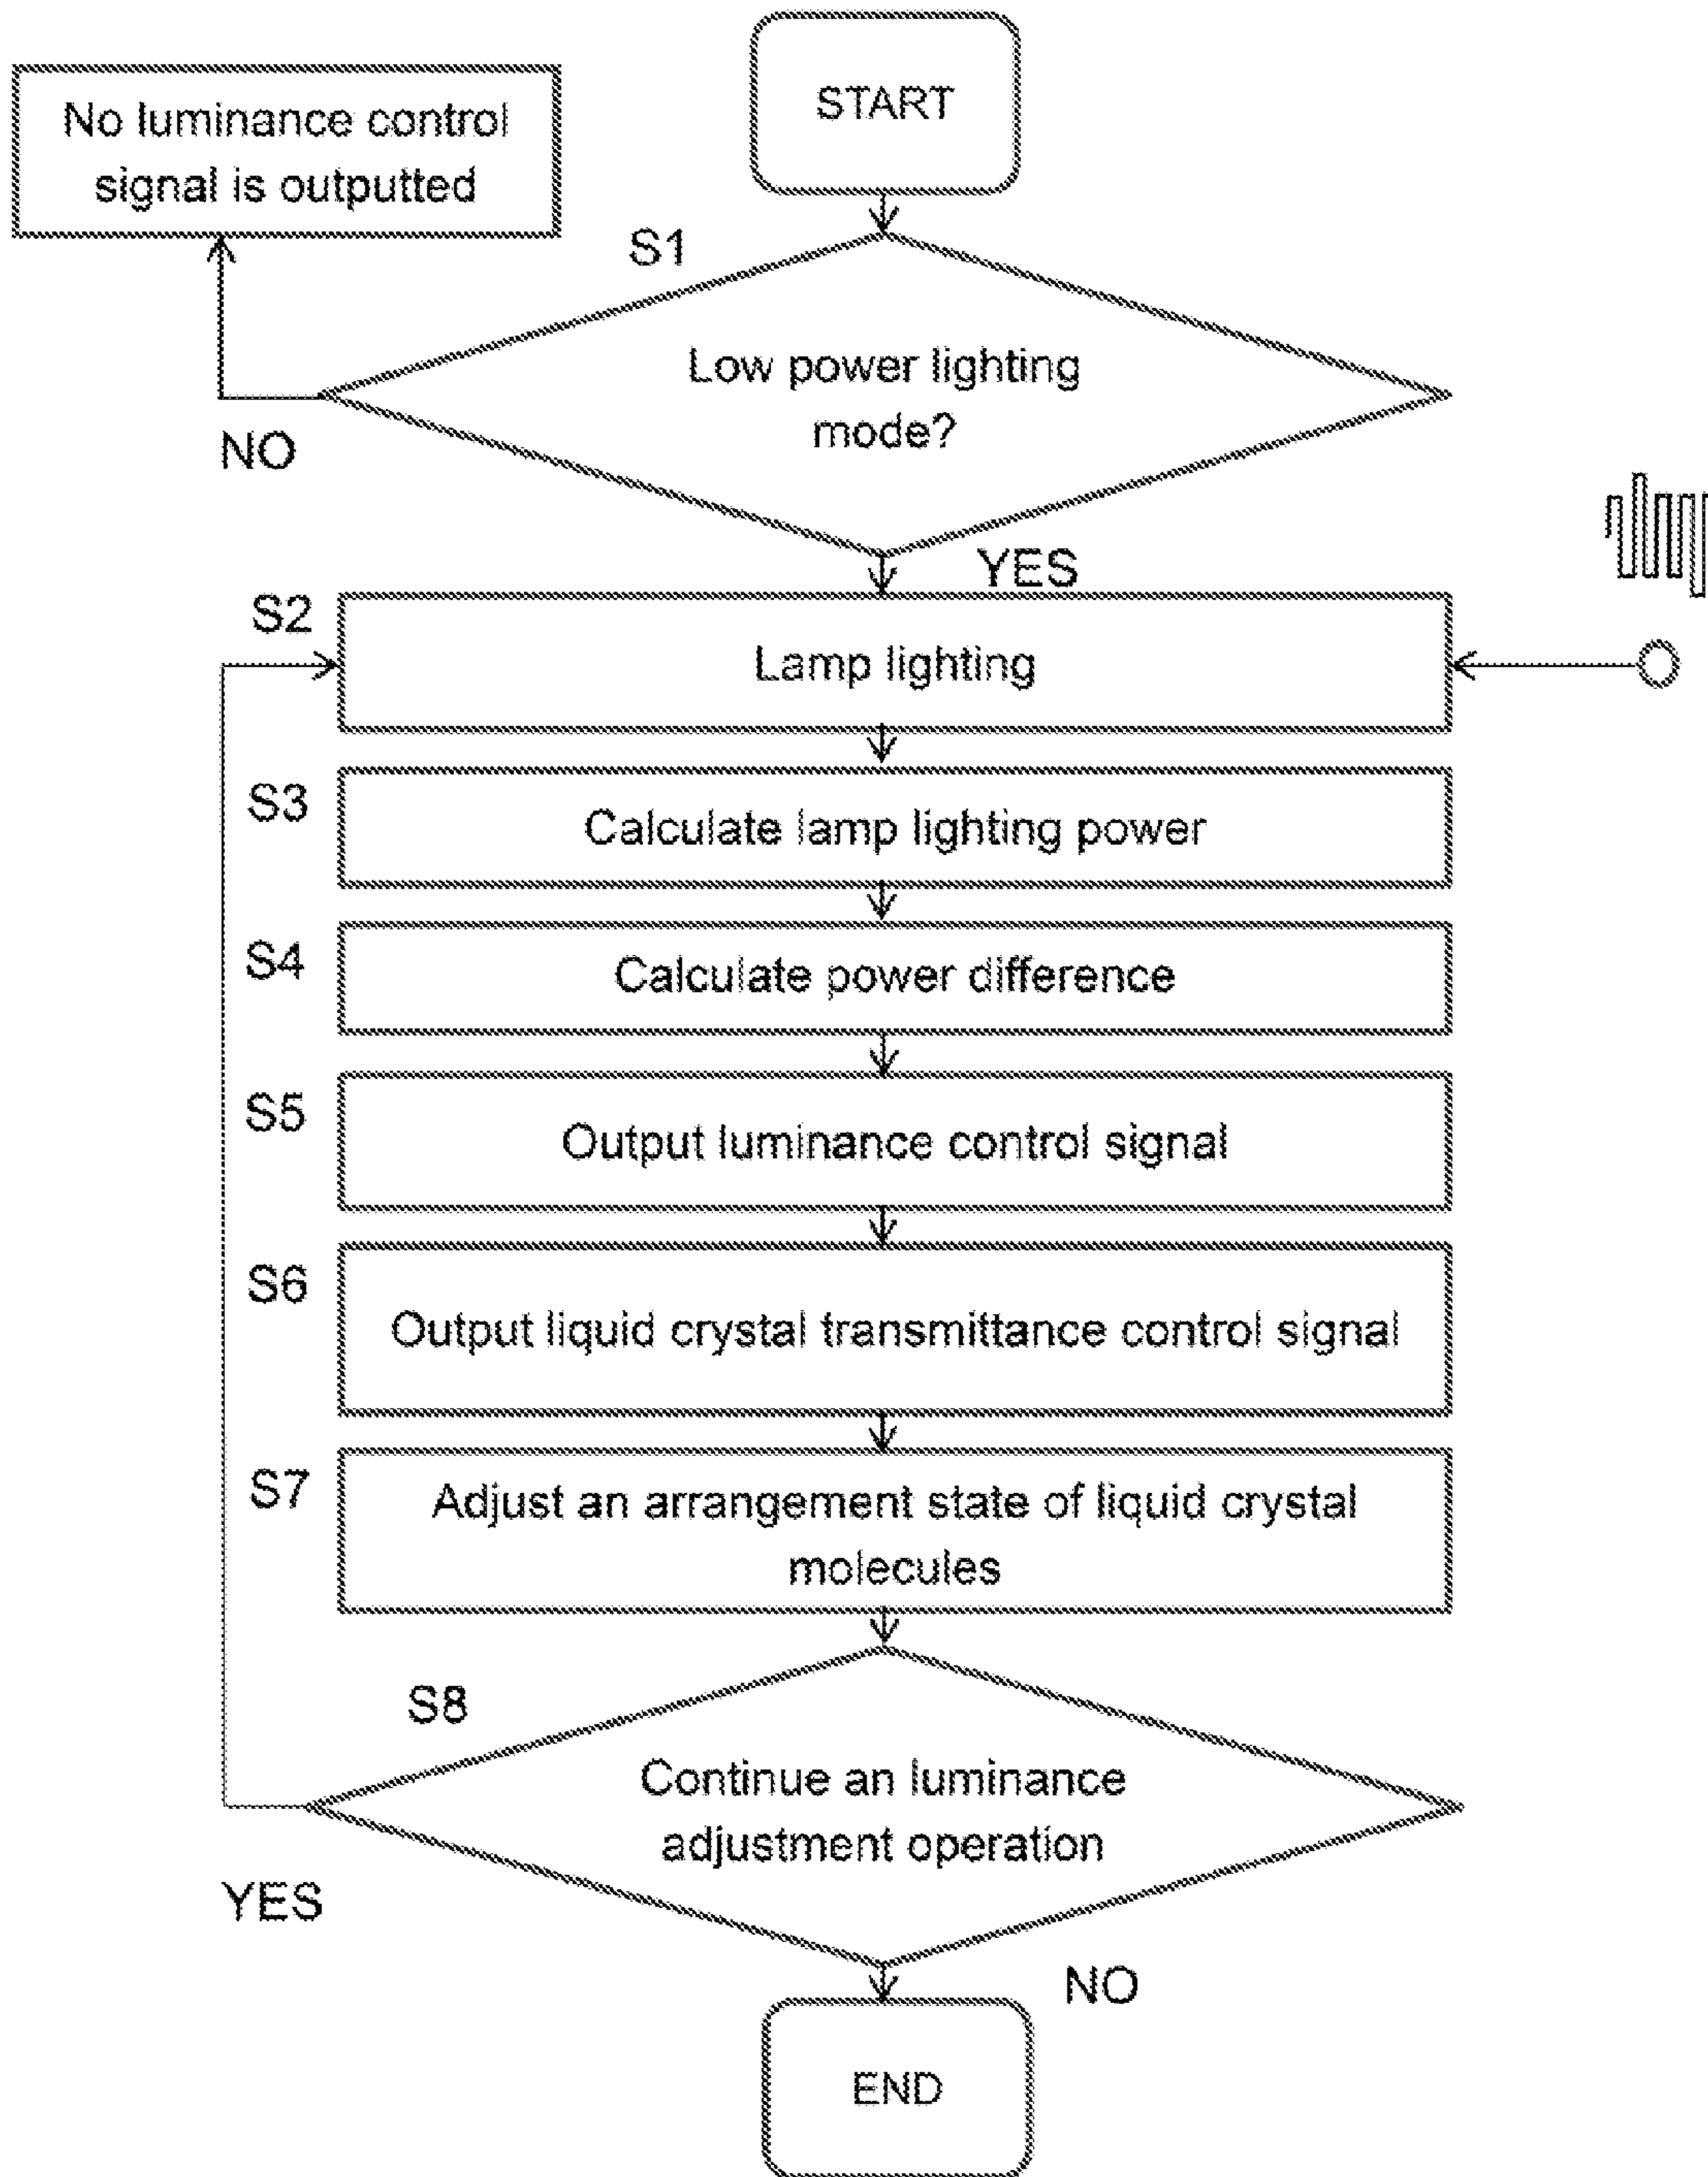 START
No luminance control
signal is outputted
S1
Low power lighting
mode?
NO
YES
S2
Lamp lighting
S3
Calculate lamp lighting power
S4
Calculate power difference
S5
Output luminance control signal
S6
Output liquid crystal transmittance control signal
S7
Adjust an arrangement state of liquid crystal
molecules
S8
Continue an luminance
adjustment operation
YES
NO
END